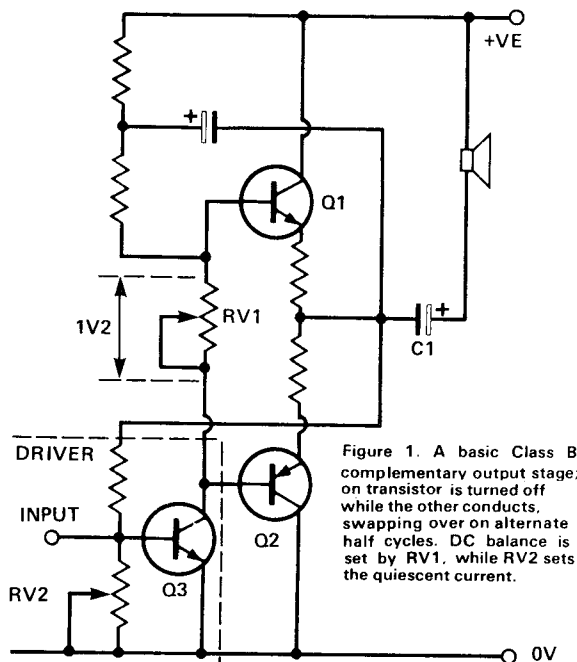 +VE
+
Q1
1V2
RV1
+
C1
DRIVER
INPUT
Q2
Q3
RV2
0V
Figure 1. A basic Class B
complementary output stage;
on transistor is turned off
while the other conducts,
swapping over on alternate
half cycles. DC balance is
set by RV1, while RV2 sets
the quiescent current.